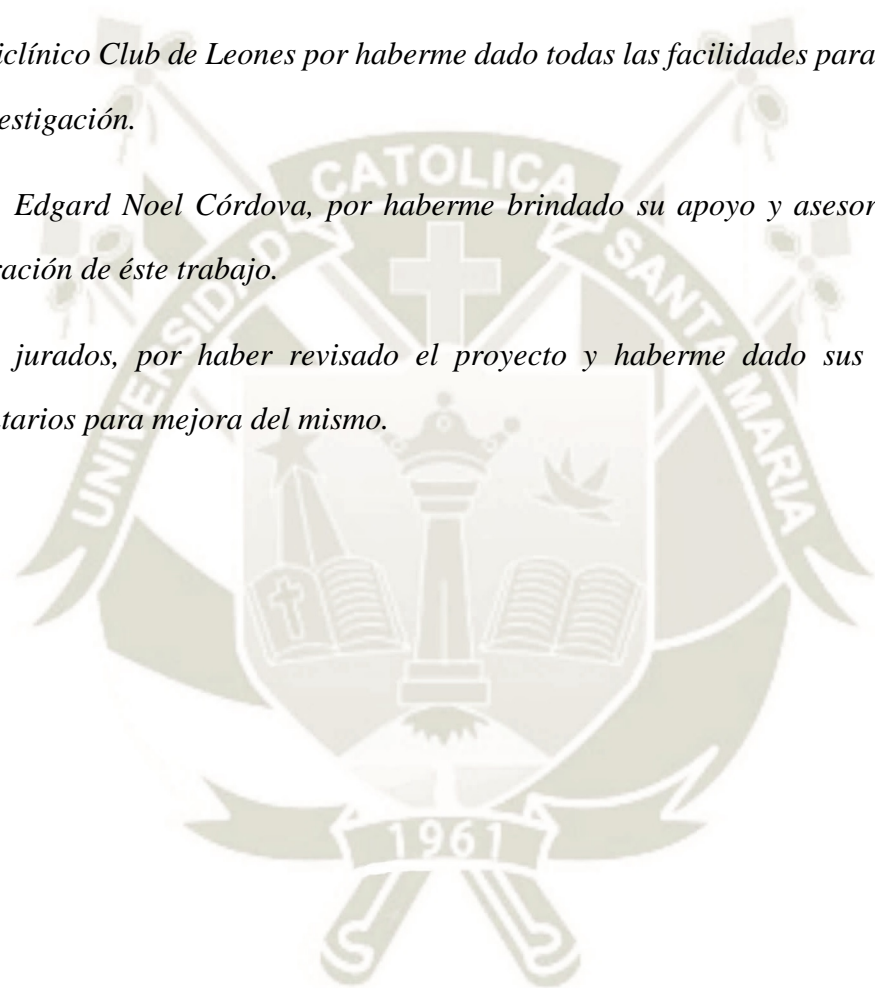 iclínico Club de Leones por haberme dado todas las facilidades para
estigación.
Edgard Noel Córdova, por haberme brindado su apoyo y asesor
ración de éste trabajo.
jurados, por haber revisado el proyecto y haberme dado sus
tarios para mejora del mismo.
UNIVERSIDAD CATOLICA SANTA MARIA
1961